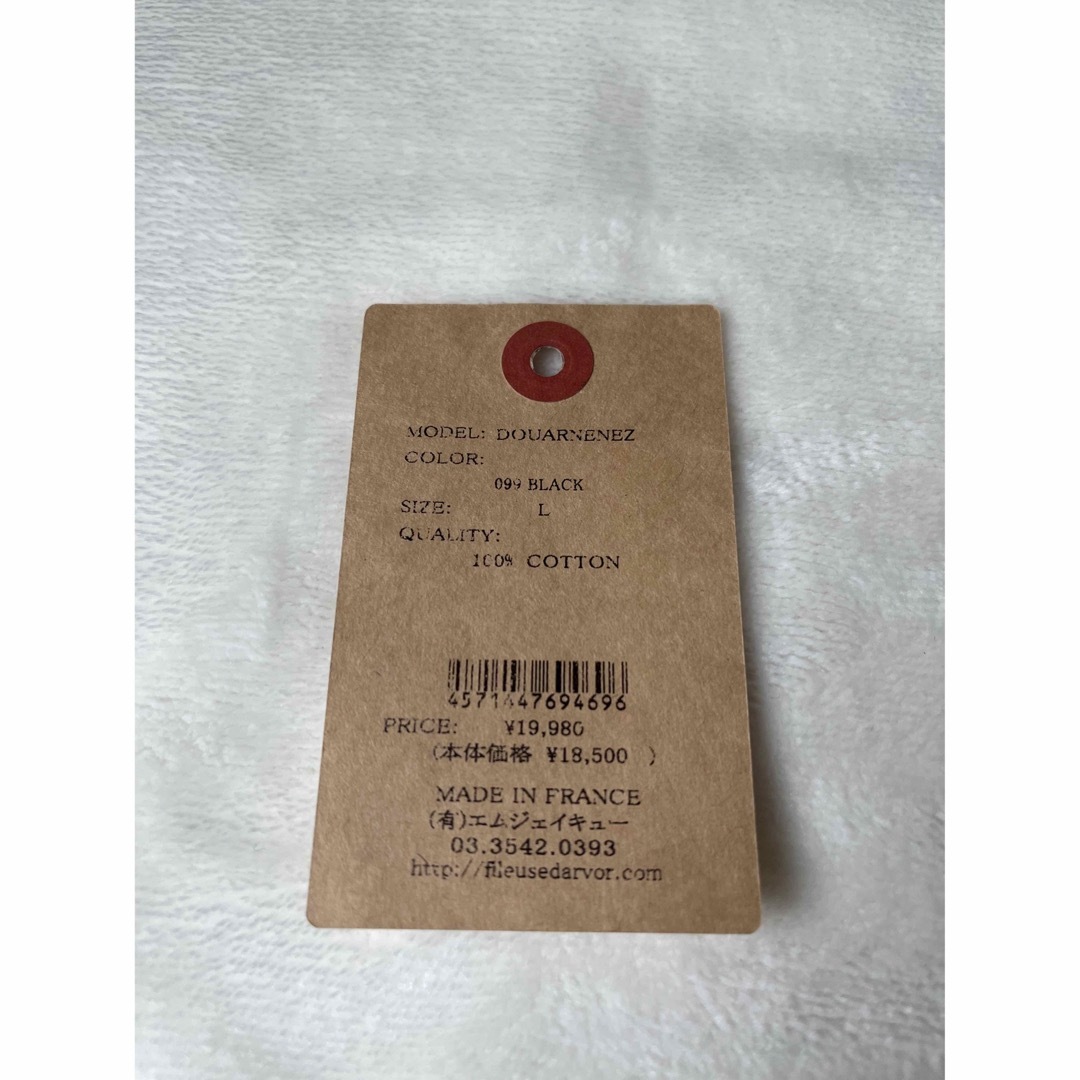 MODEL: DOUARNENEZ
COLOR:
099 BLACK
SIZE: L
QUALITY:
100% COTTON
4571447694696
PRICE: ¥19,980
(本体価格 ¥18,500 )
MADE IN FRANCE
(有)エムジェイキュー
03.3542.0393
http://fileusedarvor.com